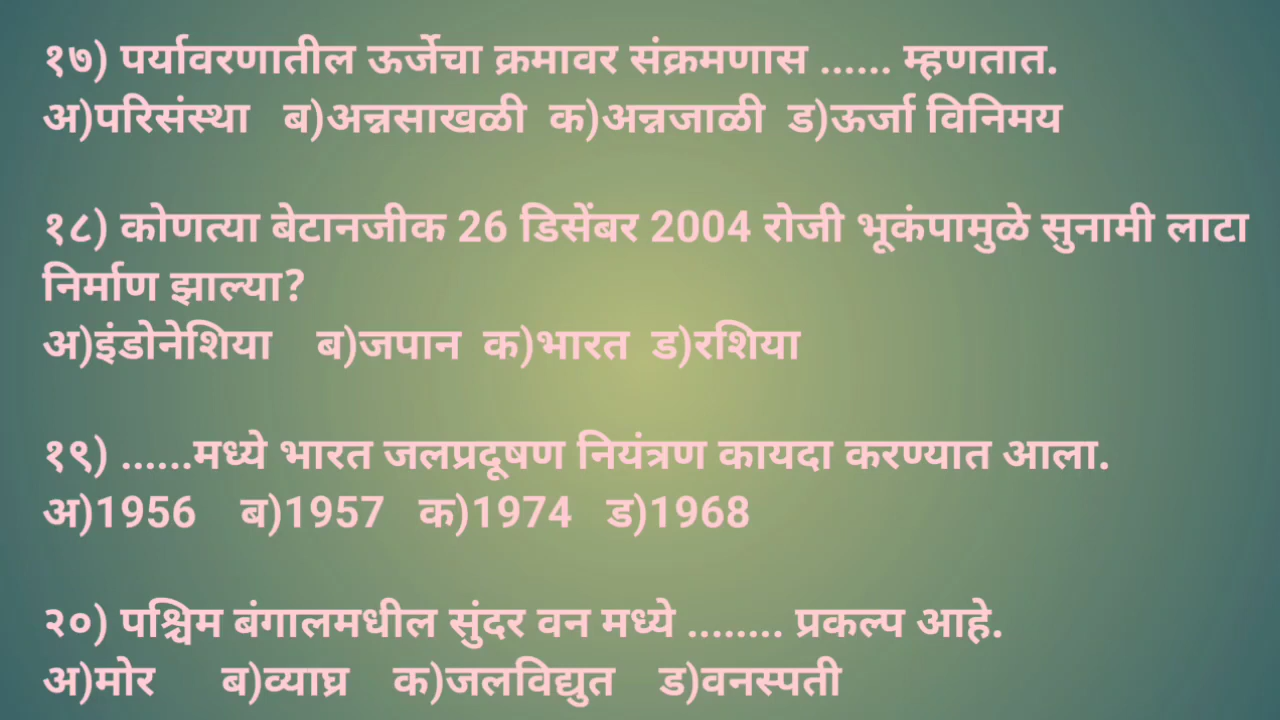 १७) पर्यावरणातील ऊर्जेचा क्रमावर संक्रमणास ...... म्हणतात.
अ)परिसंस्था ब)अन्नसाखळी क)अन्नजाळी ड)ऊर्जा विनिमय
१८) कोणत्या बेटानजीक 26 डिसेंबर 2004 रोजी भूकंपामुळे सुनामी लाटा
निर्माण झाल्या?
अ)इंडोनेशिया ब)जपान क)भारत ड)रशिया
१९) ......मध्ये भारत जलप्रदूषण नियंत्रण कायदा करण्यात आला.
अ)1956 ब)1957 क)1974 ड)1968
२०) पश्चिम बंगालमधील सुंदर वन मध्ये ........ प्रकल्प आहे.
अ)मोर ब)व्याघ्र क)जलविद्युत ड)वनस्पती